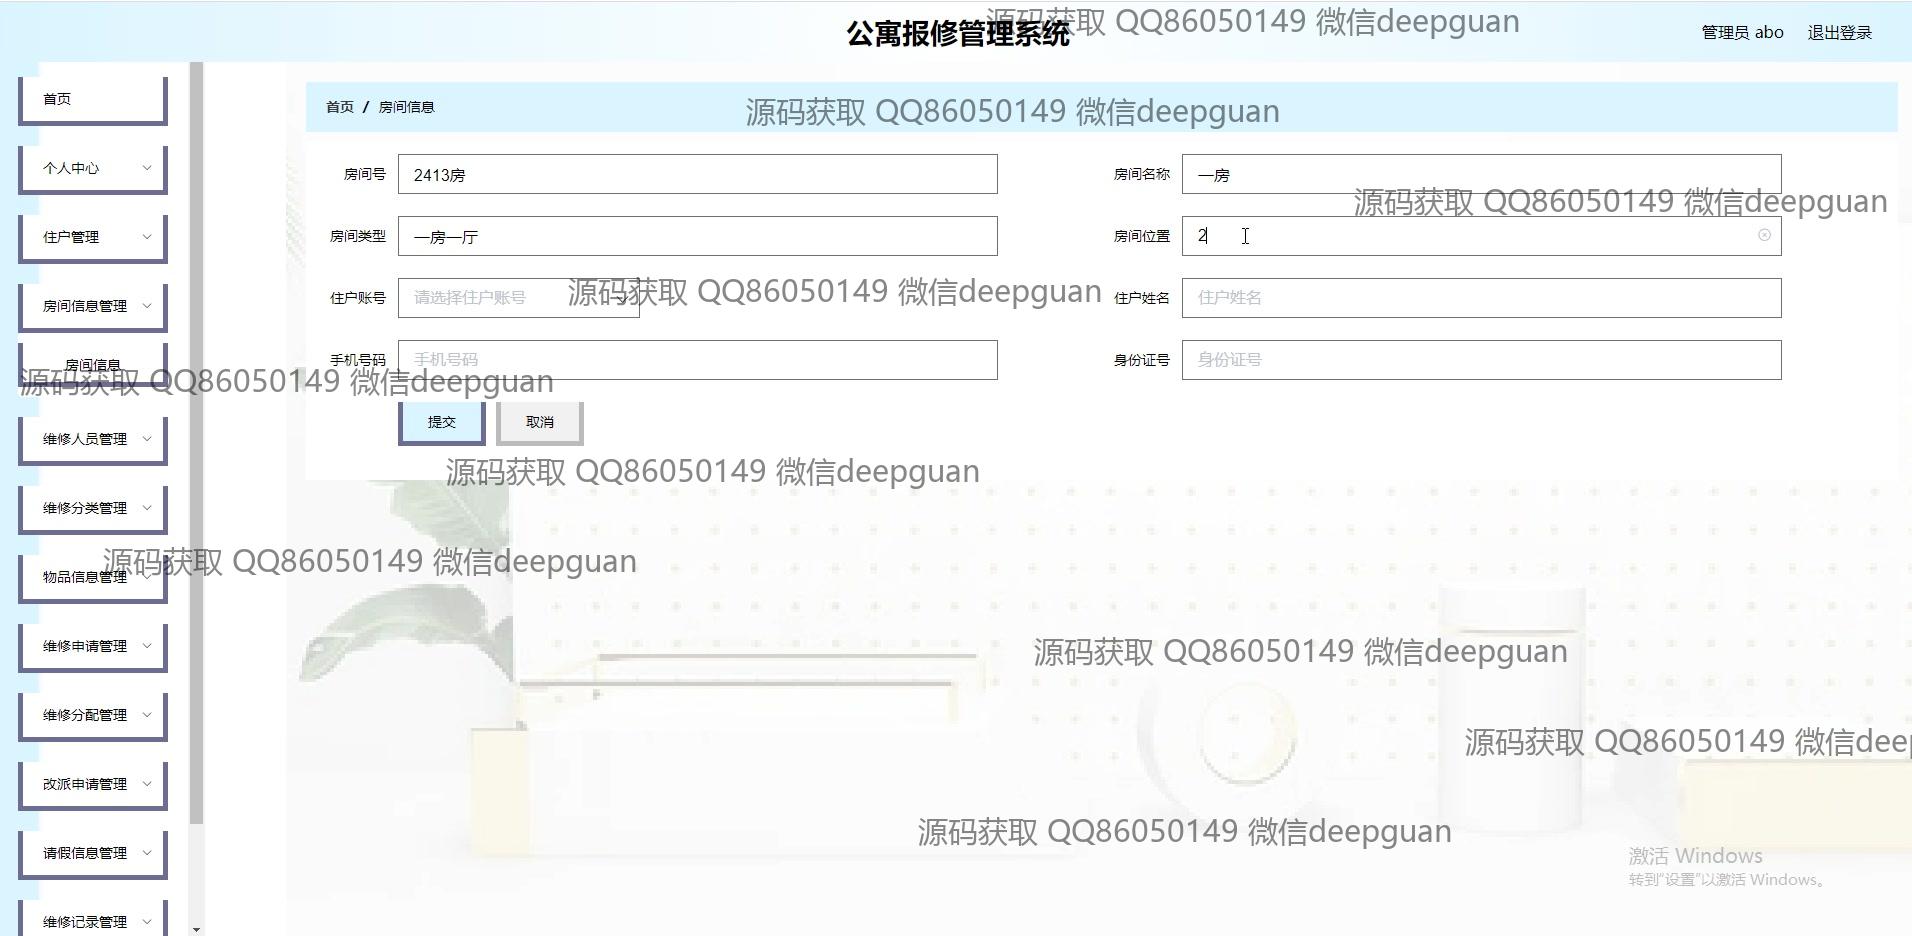 公寓报修管理系统
源码获取 QQ86050149 微信deepguan
管理员 abo
退出登录
首页
个人中心
住户管理
房间信息管理
房间信息
维修人员管理
维修分类管理
物品信息管理
维修申请管理
维修分配管理
改派申请管理
请假信息管理
维修记录管理
首页 / 房间信息
源码获取 QQ86050149 微信deepguan
房间号 2413房
房间名称 一房
源码获取 QQ86050149 微信deepguan
房间类型 一房一厅
房间位置 2
住户账号 请选择住户账号
源码获取 QQ86050149 微信deepguan
住户姓名 住户姓名
手机号码 手机号码
身份证号 身份证号
源码获取 QQ86050149 微信deepguan
提交
取消
源码获取 QQ86050149 微信deepguan
源码获取 QQ86050149 微信deepguan
源码获取 QQ86050149 微信deepguan
源码获取 QQ86050149 微信deep
源码获取 QQ86050149 微信deepguan
激活 Windows
转到“设置”以激活 Windows。